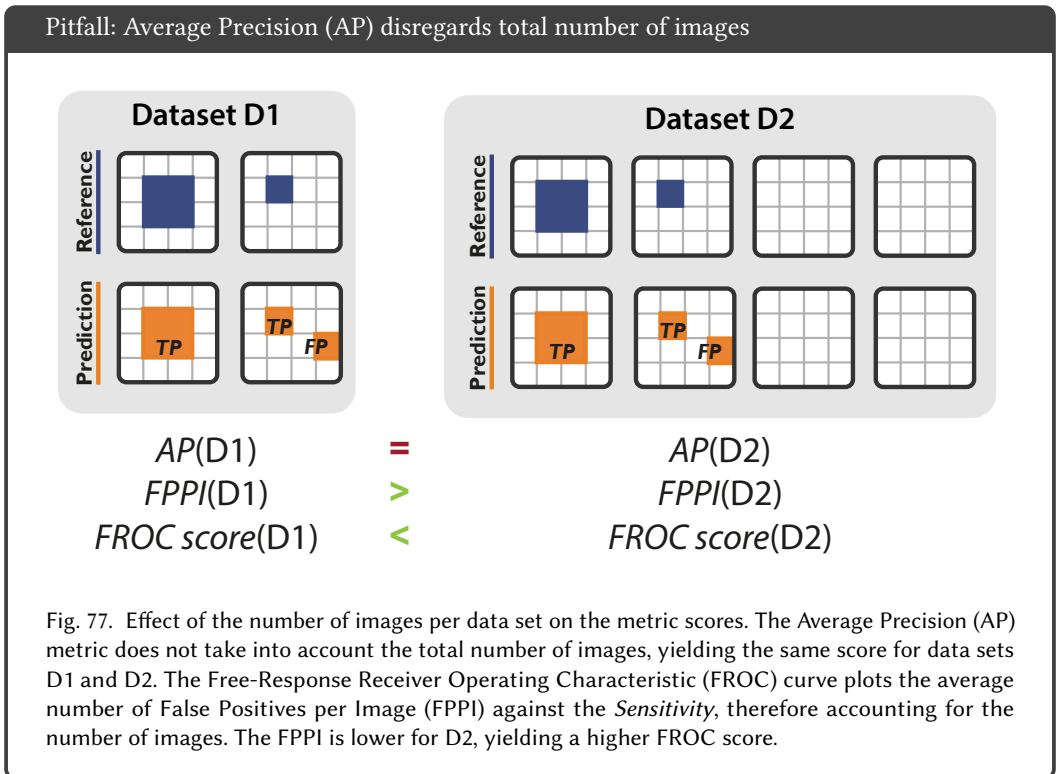 Pitfall: Average Precision (AP) disregards total number of images
Dataset D1
Dataset D2
Reference
Reference
Prediction
TP
TP
FP
Prediction
TP
TP
FP
AP(D1) = AP(D2)
FPPI(D1) > FPPI(D2)
FROC score(D1) < FROC score(D2)
Fig. 77. Effect of the number of images per data set on the metric scores. The Average Precision (AP)
metric does not take into account the total number of images, yielding the same score for data sets
D1 and D2. The Free-Response Receiver Operating Characteristic (FROC) curve plots the average
number of False Positives per Image (FPPI) against the Sensitivity, therefore accounting for the
number of images. The FPPI is lower for D2, yielding a higher FROC score.